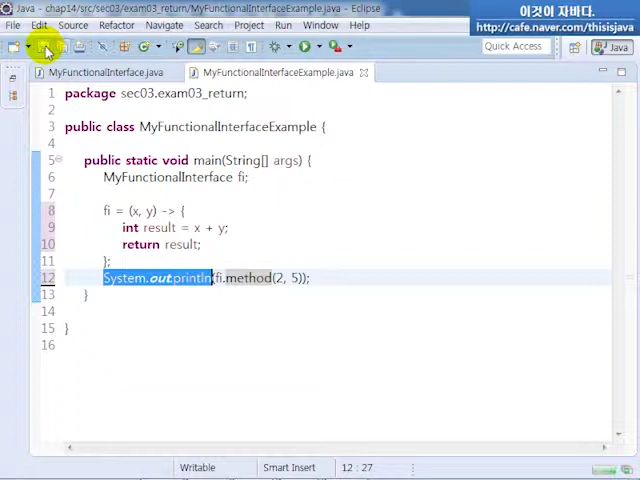 Java - chap14/src/sec03/exam03_return/MyFunctionalInterfaceExample.java - Eclipse
이것이 자바다.
http://cafe.naver.com/thisisjava
File Edit Source Refactor Navigate Search Project Run Window Help
Quick Access
Java
MyFunctionalInterface.java
MyFunctionalInterfaceExample.java
1 package sec03.exam03_return;
2
3 public class MyFunctionalInterfaceExample {
4
5 public static void main(String[] args) {
6 MyFunctionalInterface fi;
7
8 fi = (x, y) -> {
9 int result = x + y;
10 return result;
11 };
12 System.out.println(fi.method(2, 5));
13 }
14
15 }
16
Writable Smart Insert 12 : 27